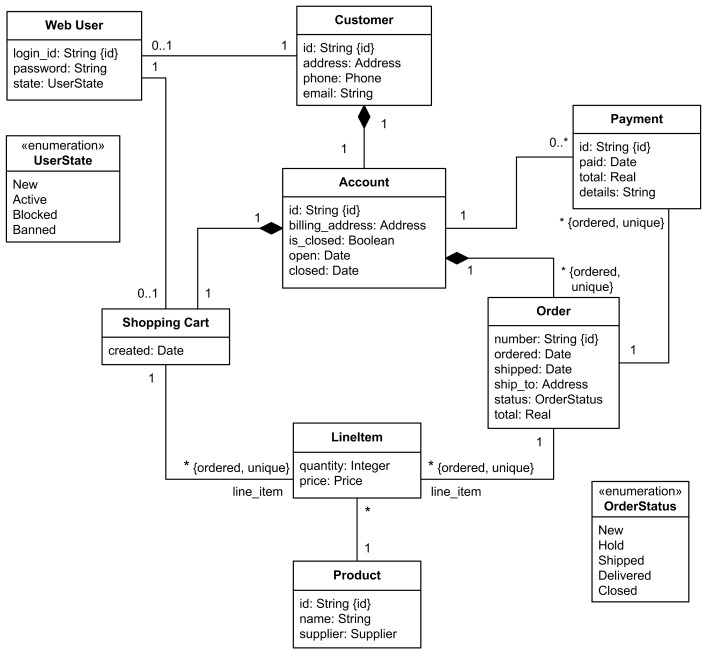 Web User
login_id: String {id}
password: String
state: UserState
0..1
1
1
Customer
id: String {id}
address: Address
phone: Phone
email: String
1
1
«enumeration»
UserState
New
Active
Blocked
Banned
Account
id: String {id}
billing_address: Address
is_closed: Boolean
open: Date
closed: Date
1
1
1
0..*
Payment
id: String {id}
paid: Date
total: Real
details: String
* {ordered, unique}
* {ordered,
unique}
0..1
1
Shopping Cart
created: Date
1
Order
number: String {id}
ordered: Date
shipped: Date
ship_to: Address
status: OrderStatus
total: Real
1
1
LineItem
quantity: Integer
price: Price
* {ordered, unique}
line_item
* {ordered, unique}
line_item
*
1
Product
id: String {id}
name: String
supplier: Supplier
«enumeration»
OrderStatus
New
Hold
Shipped
Delivered
Closed